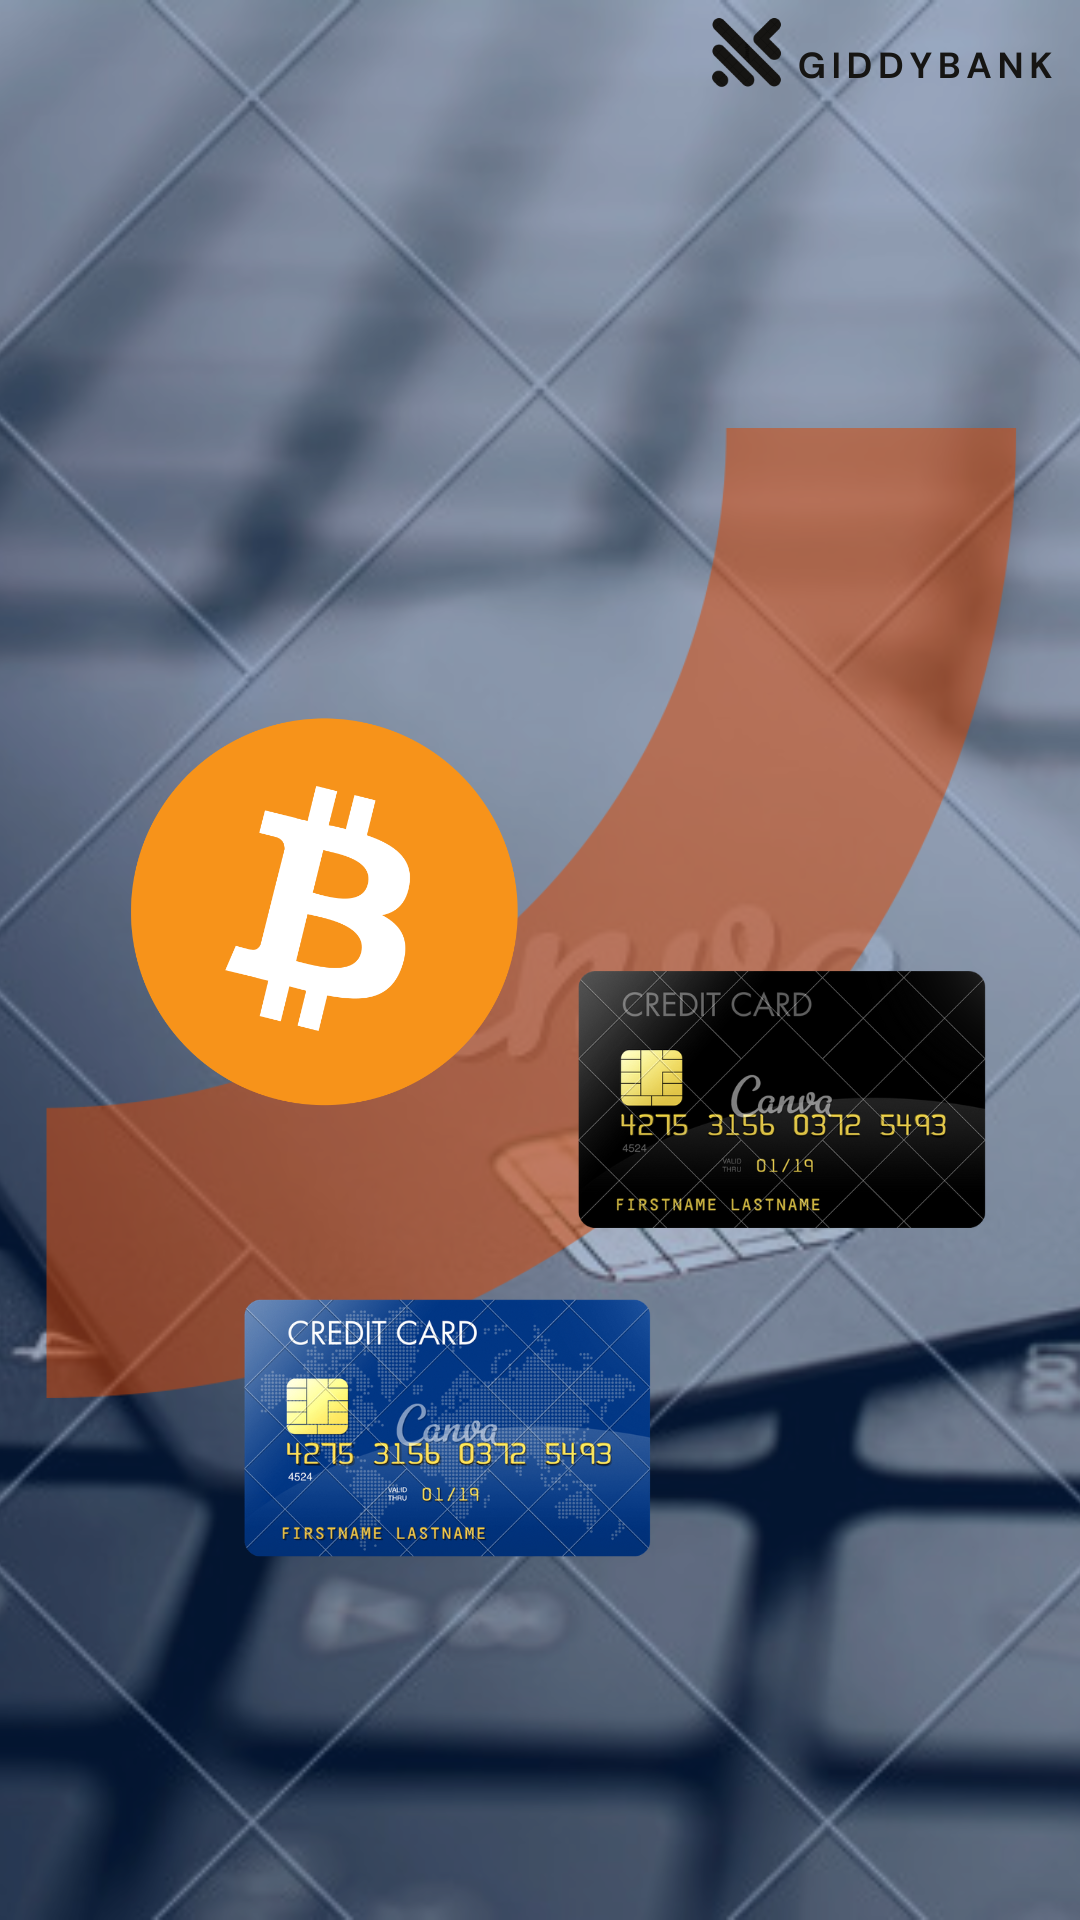 GIDDYBANK
Canva
CREDIT CARD
Canva
4275 3156 0372 5493
4524
VALID
THRU 01/19
FIRSTNAME LASTNAME
CREDIT CARD
Canva
4275 3156 0372 5493
4524
VALID
THRU 01/19
FIRSTNAME LASTNAME